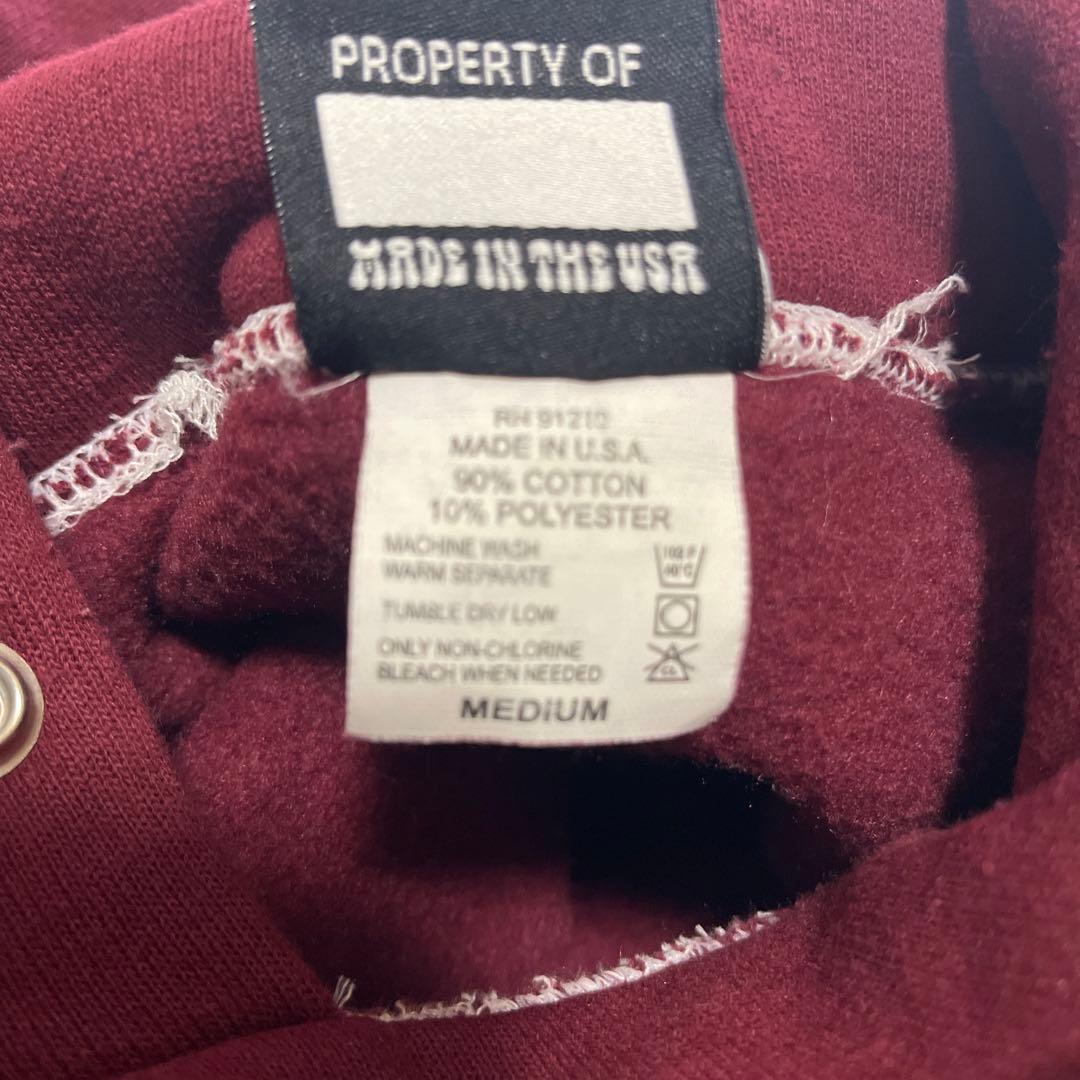 PROPERTY OF
MADE IN THE USA
RH 91210
MADE IN U.S.A.
90% COTTON
10% POLYESTER
MACHINE WASH
WARM SEPARATE
TUMBLE DRY LOW
ONLY NON-CHLORINE
BLEACH WHEN NEEDED
MEDIUM